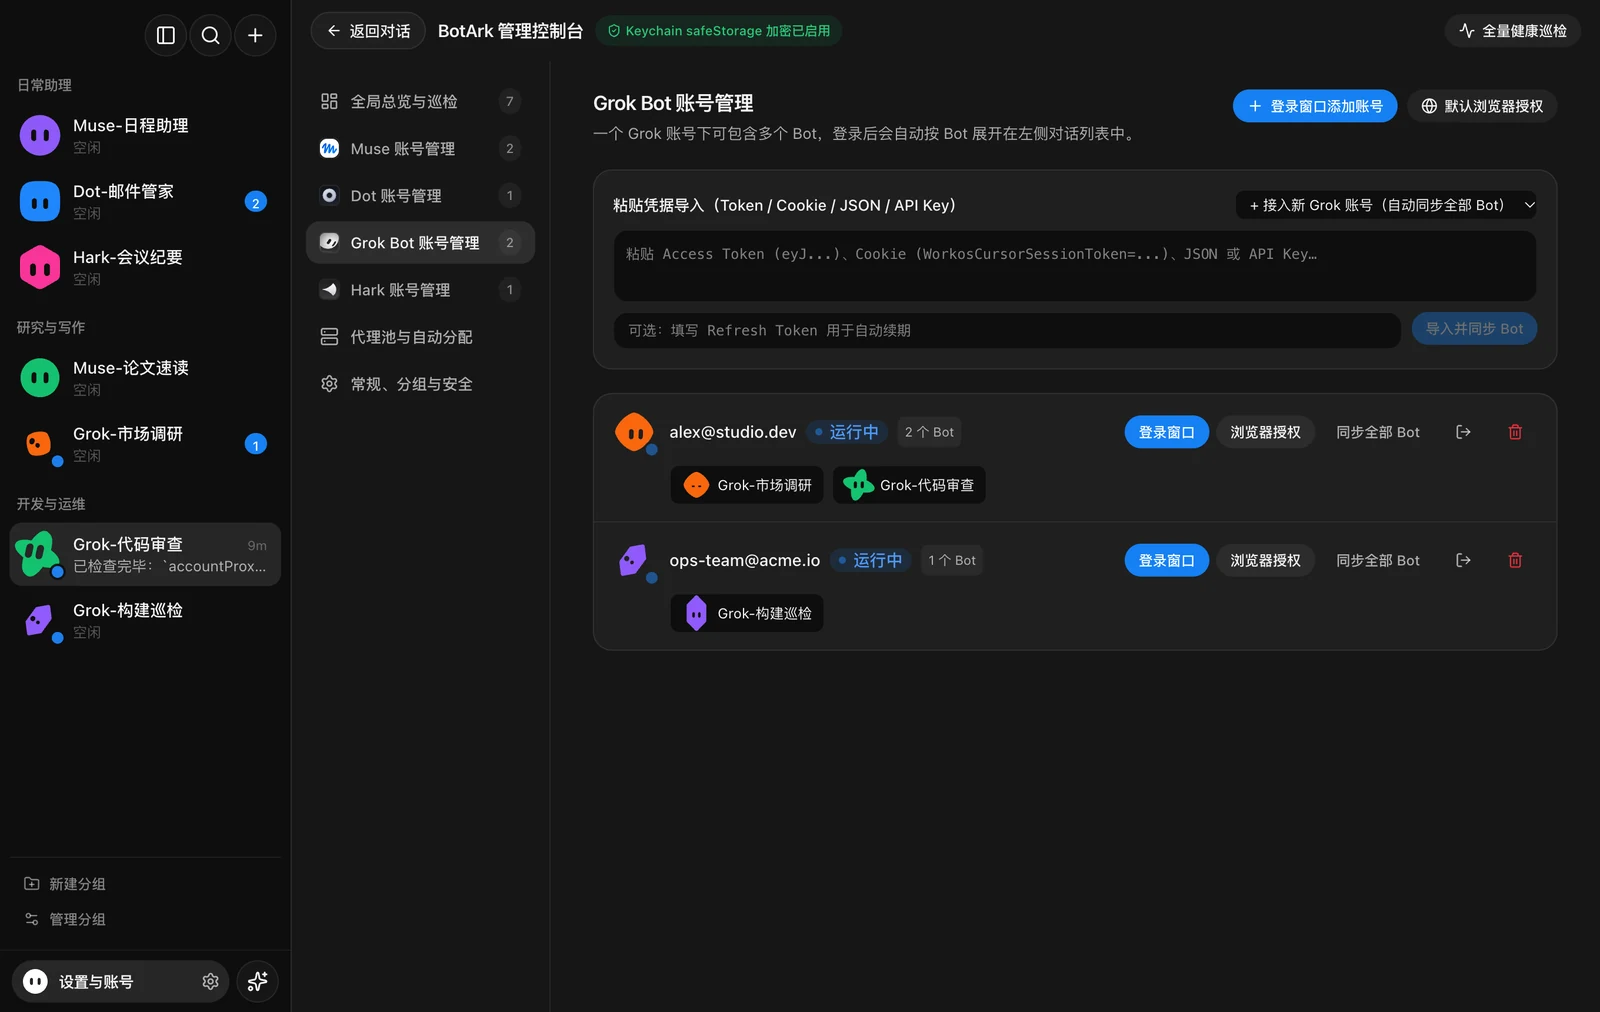 日常助理
Muse-日程助理
空闲
Dot-邮件管家
空闲
2
Hark-会议纪要
空闲
研究与写作
Muse-论文速读
空闲
Grok-市场调研
空闲
1
开发与运维
Grok-代码审查
9m
已检查完毕：`accountProx...
Grok-构建巡检
空闲
新建分组
管理分组
设置与账号
返回对话
BotArk 管理控制台
Keychain safeStorage 加密已启用
全量健康巡检
全局总览与巡检
7
Muse 账号管理
2
Dot 账号管理
1
Grok Bot 账号管理
2
Hark 账号管理
1
代理池与自动分配
常规、分组与安全
Grok Bot 账号管理
一个 Grok 账号下可包含多个 Bot，登录后会自动按 Bot 展开在左侧对话列表中。
登录窗口添加账号
默认浏览器授权
粘贴凭据导入（Token / Cookie / JSON / API Key）
+ 接入新 Grok 账号（自动同步全部 Bot）
粘贴 Access Token (eyJ...)、Cookie (WorkosCursorSessionToken=...)、JSON 或 API Key…
可选：填写 Refresh Token 用于自动续期
导入并同步 Bot
alex@studio.dev
运行中
2 个 Bot
登录窗口
浏览器授权
同步全部 Bot
Grok-市场调研
Grok-代码审查
ops-team@acme.io
运行中
1 个 Bot
登录窗口
浏览器授权
同步全部 Bot
Grok-构建巡检